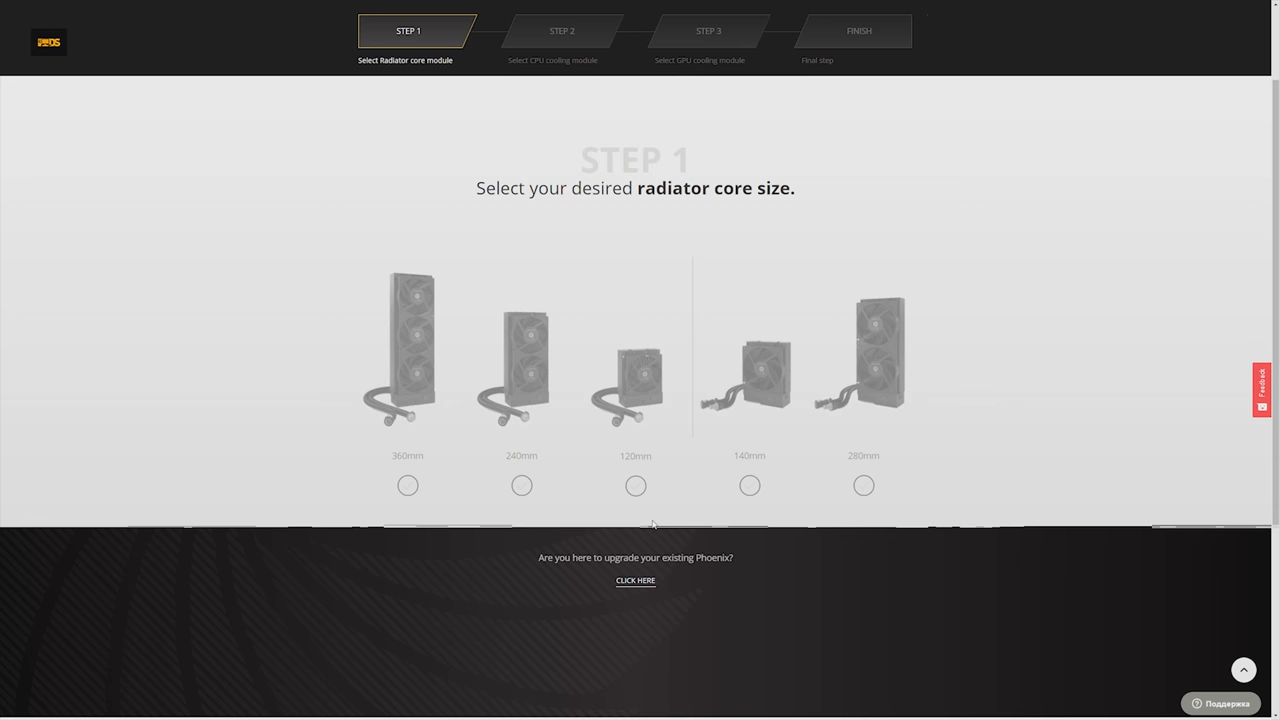 STEP 1
STEP 2
STEP 3
FINISH
Select Radiator core module
Select CPU cooling module
Select GPU cooling module
Final step
STEP 1
Select your desired radiator core size.
360mm
240mm
120mm
140mm
280mm
Feedback
Are you here to upgrade your existing Phoenix?
CLICK HERE
Поддержка